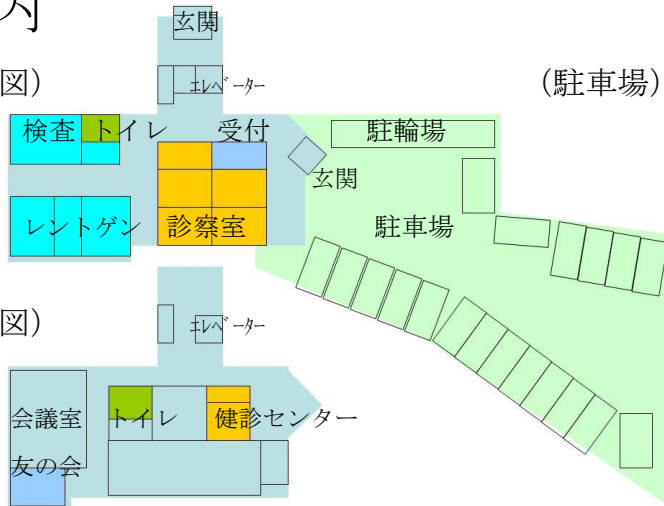 内
玄関
図)
エレベーター
(駐車場)
検査
トイレ
受付
駐輪場
玄関
レントゲン
診察室
駐車場
図)
エレベーター
会議室
トイレ
健診センター
友の会